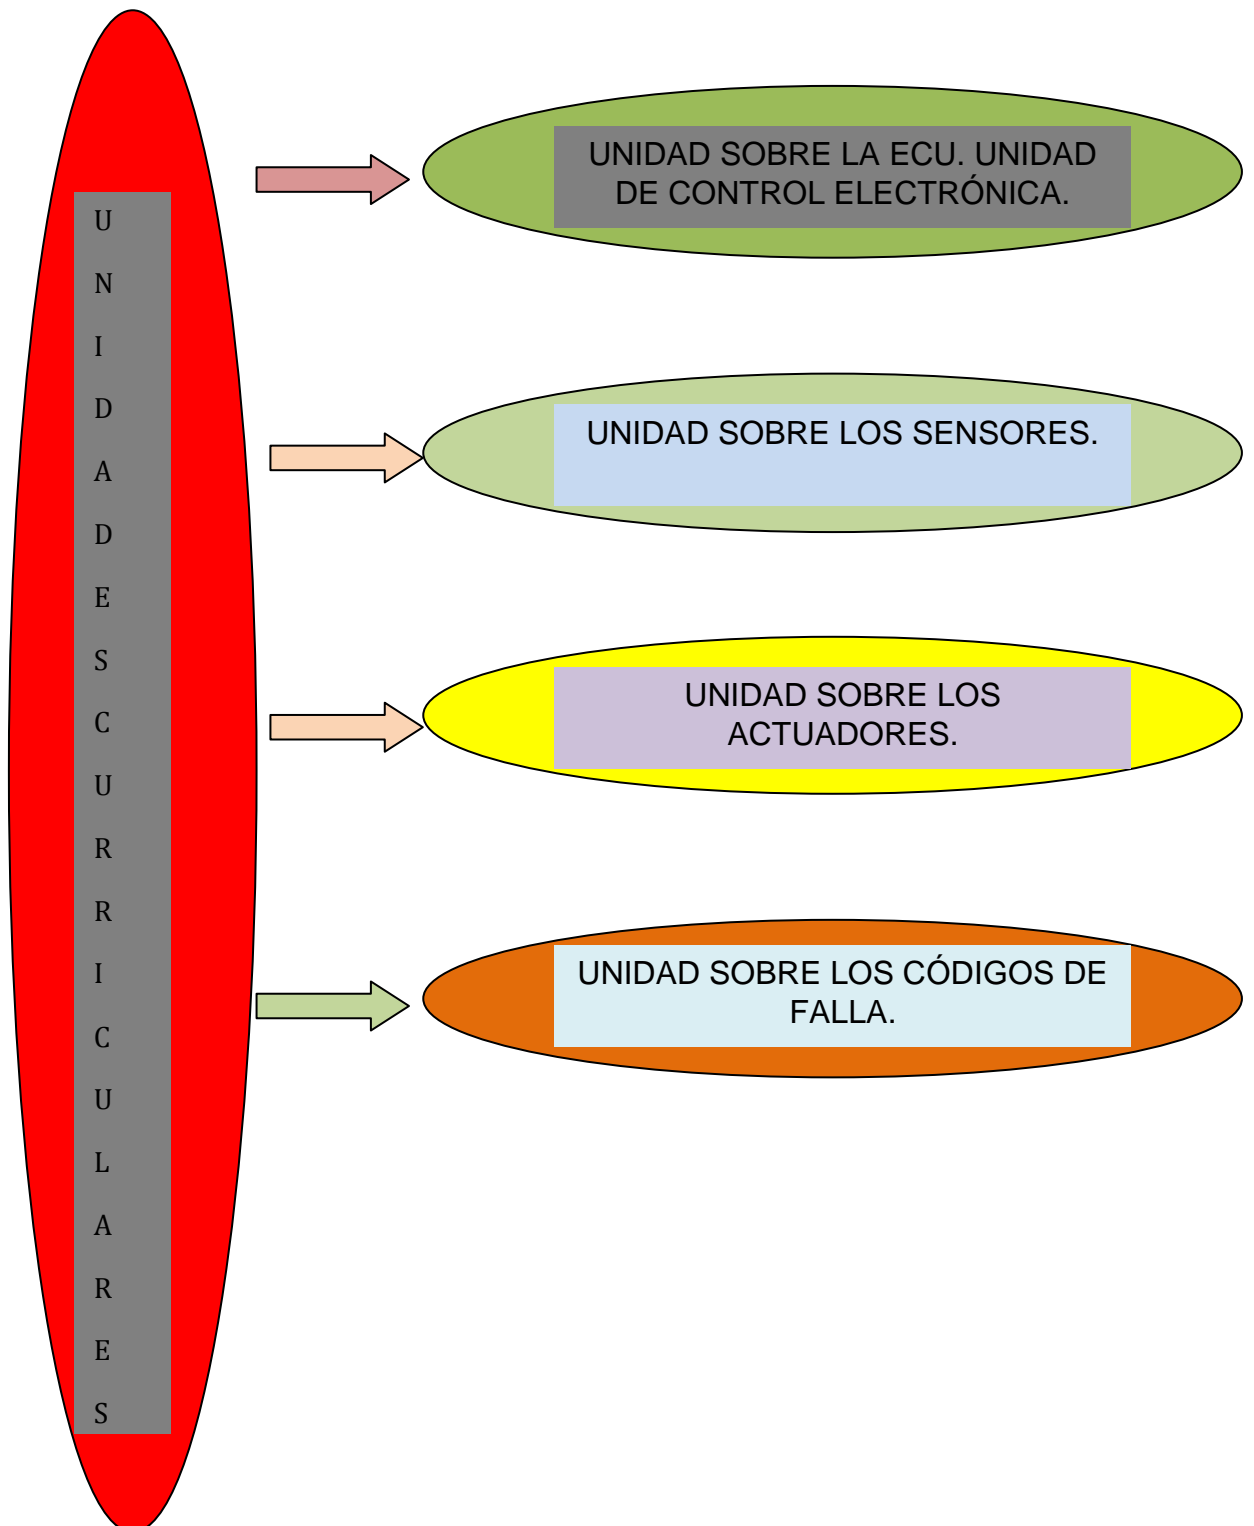 U
N
I
D
A
D
E
S
C
U
R
R
I
C
U
L
A
R
E
S
UNIDAD SOBRE LA ECU. UNIDAD
DE CONTROL ELECTRÓNICA.
UNIDAD SOBRE LOS SENSORES.
UNIDAD SOBRE LOS
ACTUADORES.
UNIDAD SOBRE LOS CÓDIGOS DE
FALLA.